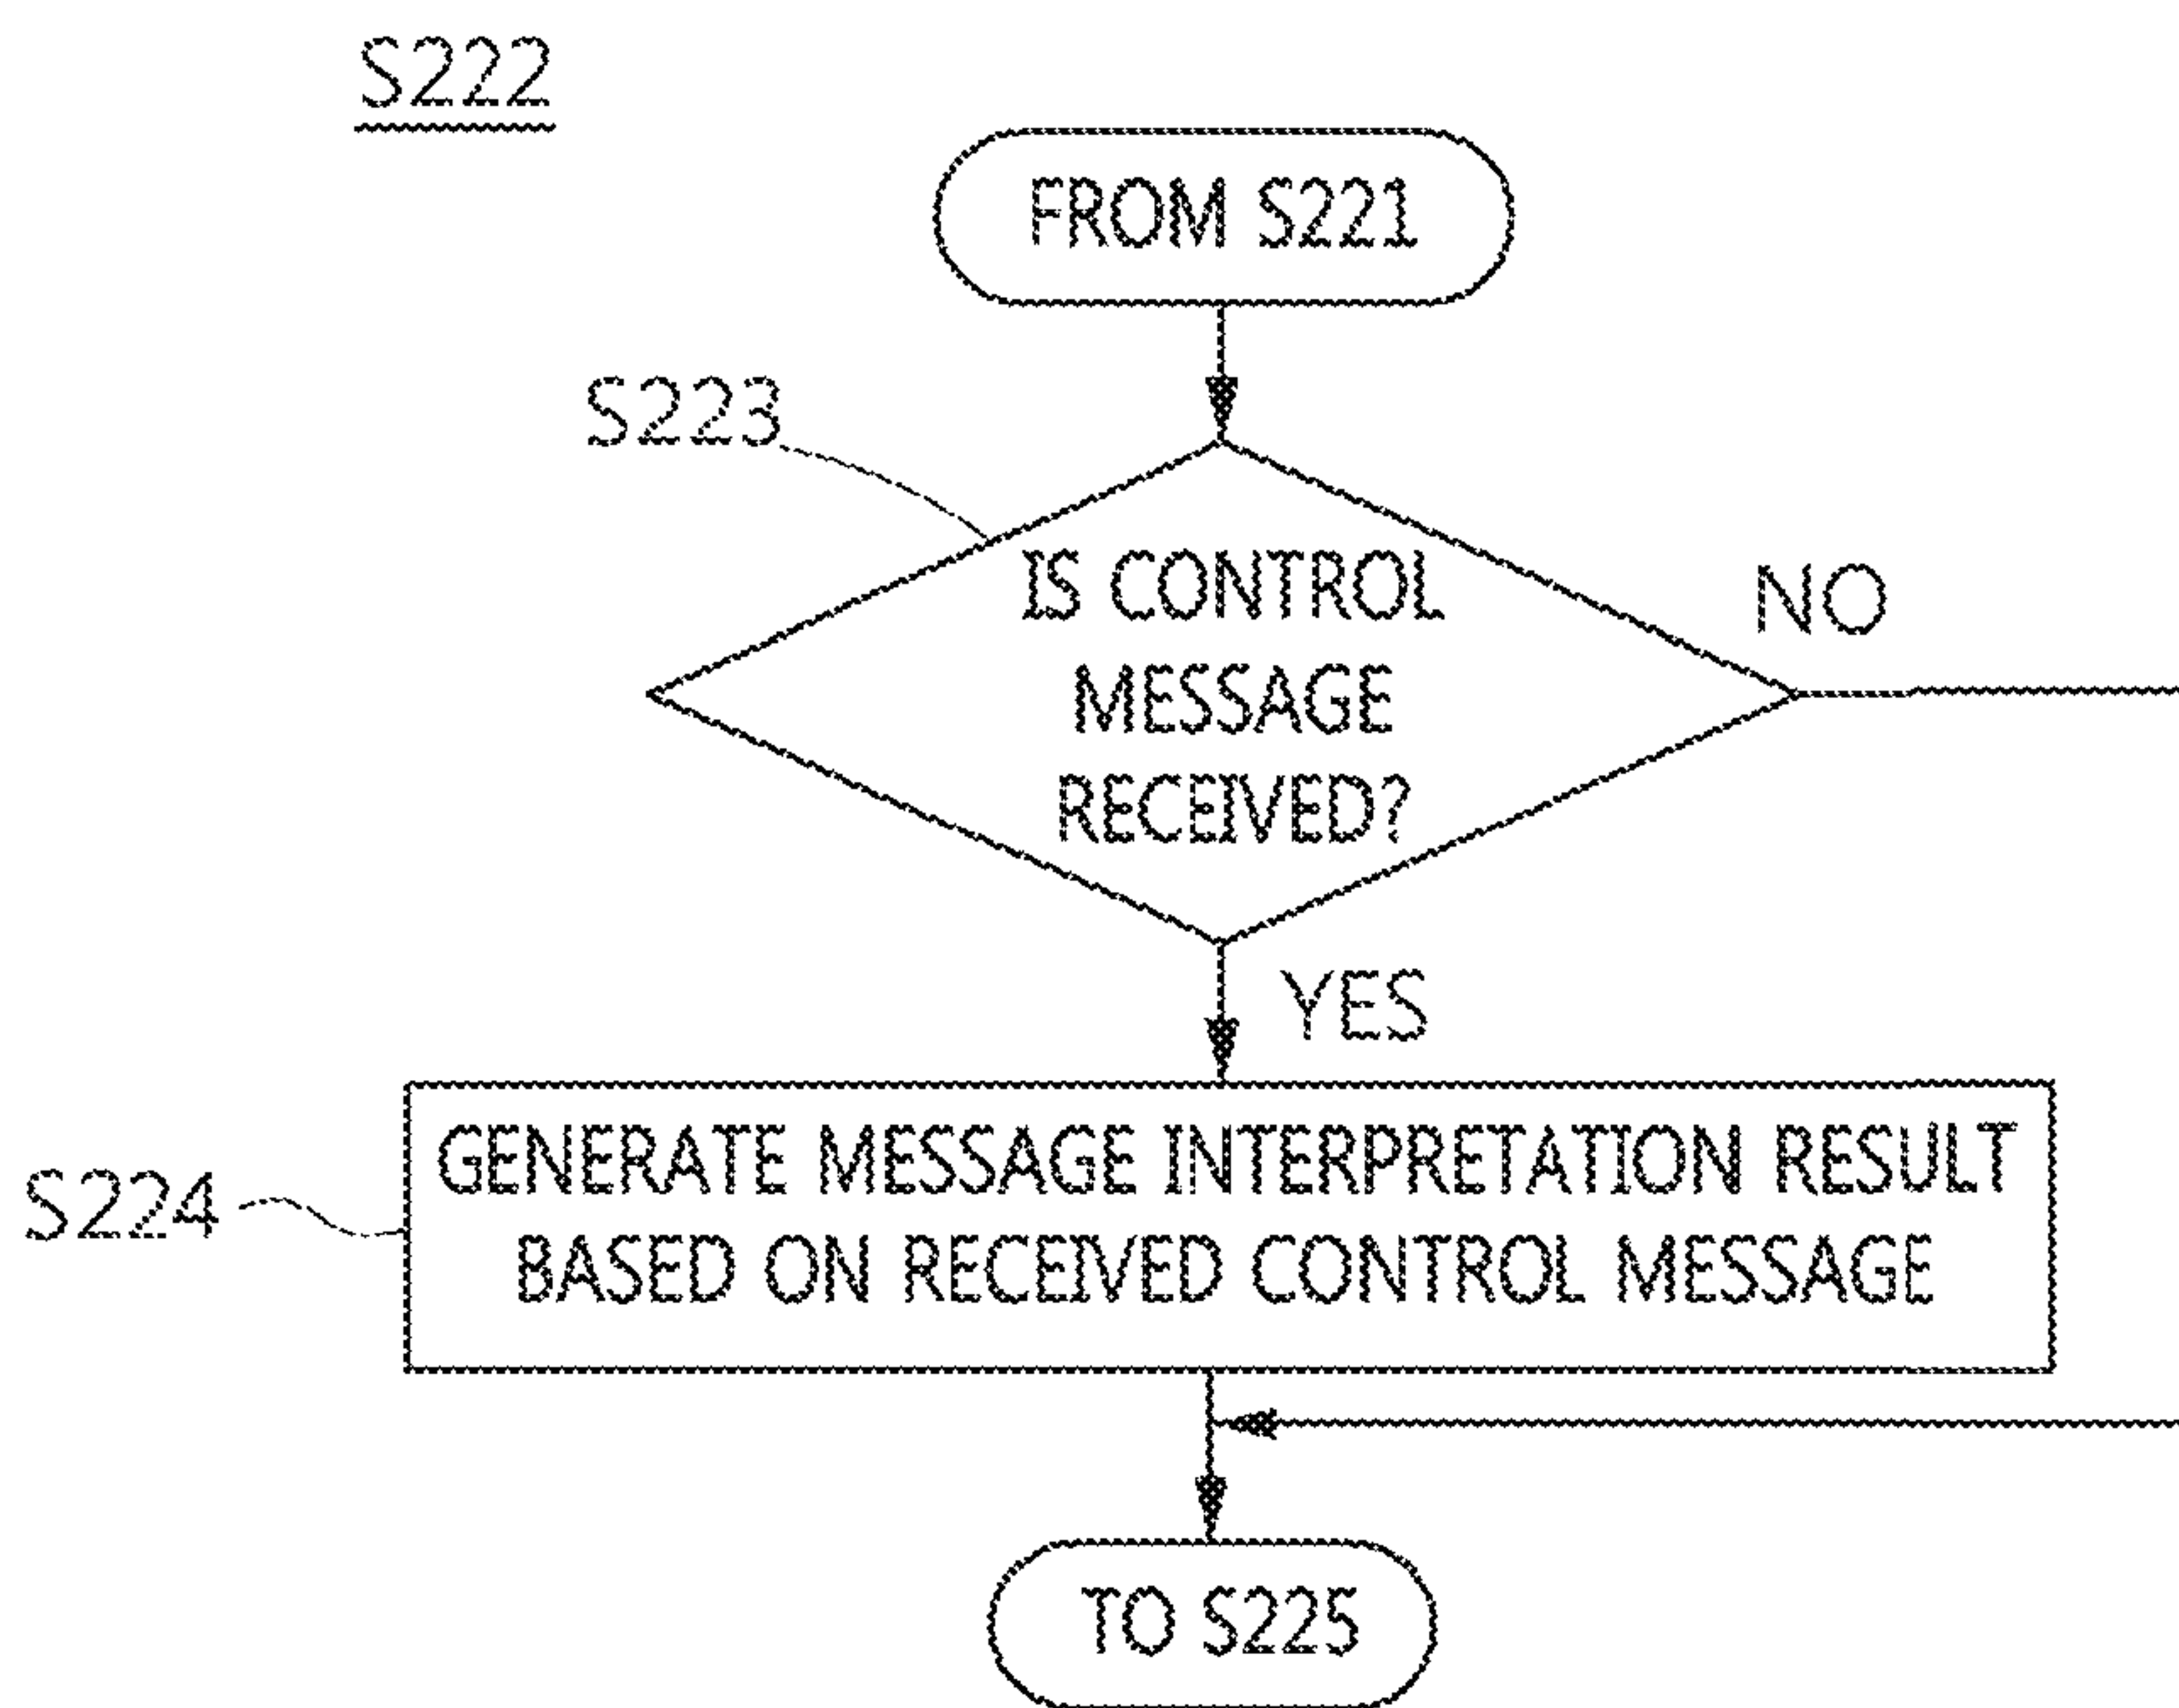 S222
FROM S221
S223
IS CONTROL
MESSAGE
RECEIVED?
NO
YES
S224
GENERATE MESSAGE INTERPRETATION RESULT
BASED ON RECEIVED CONTROL MESSAGE
TO S225